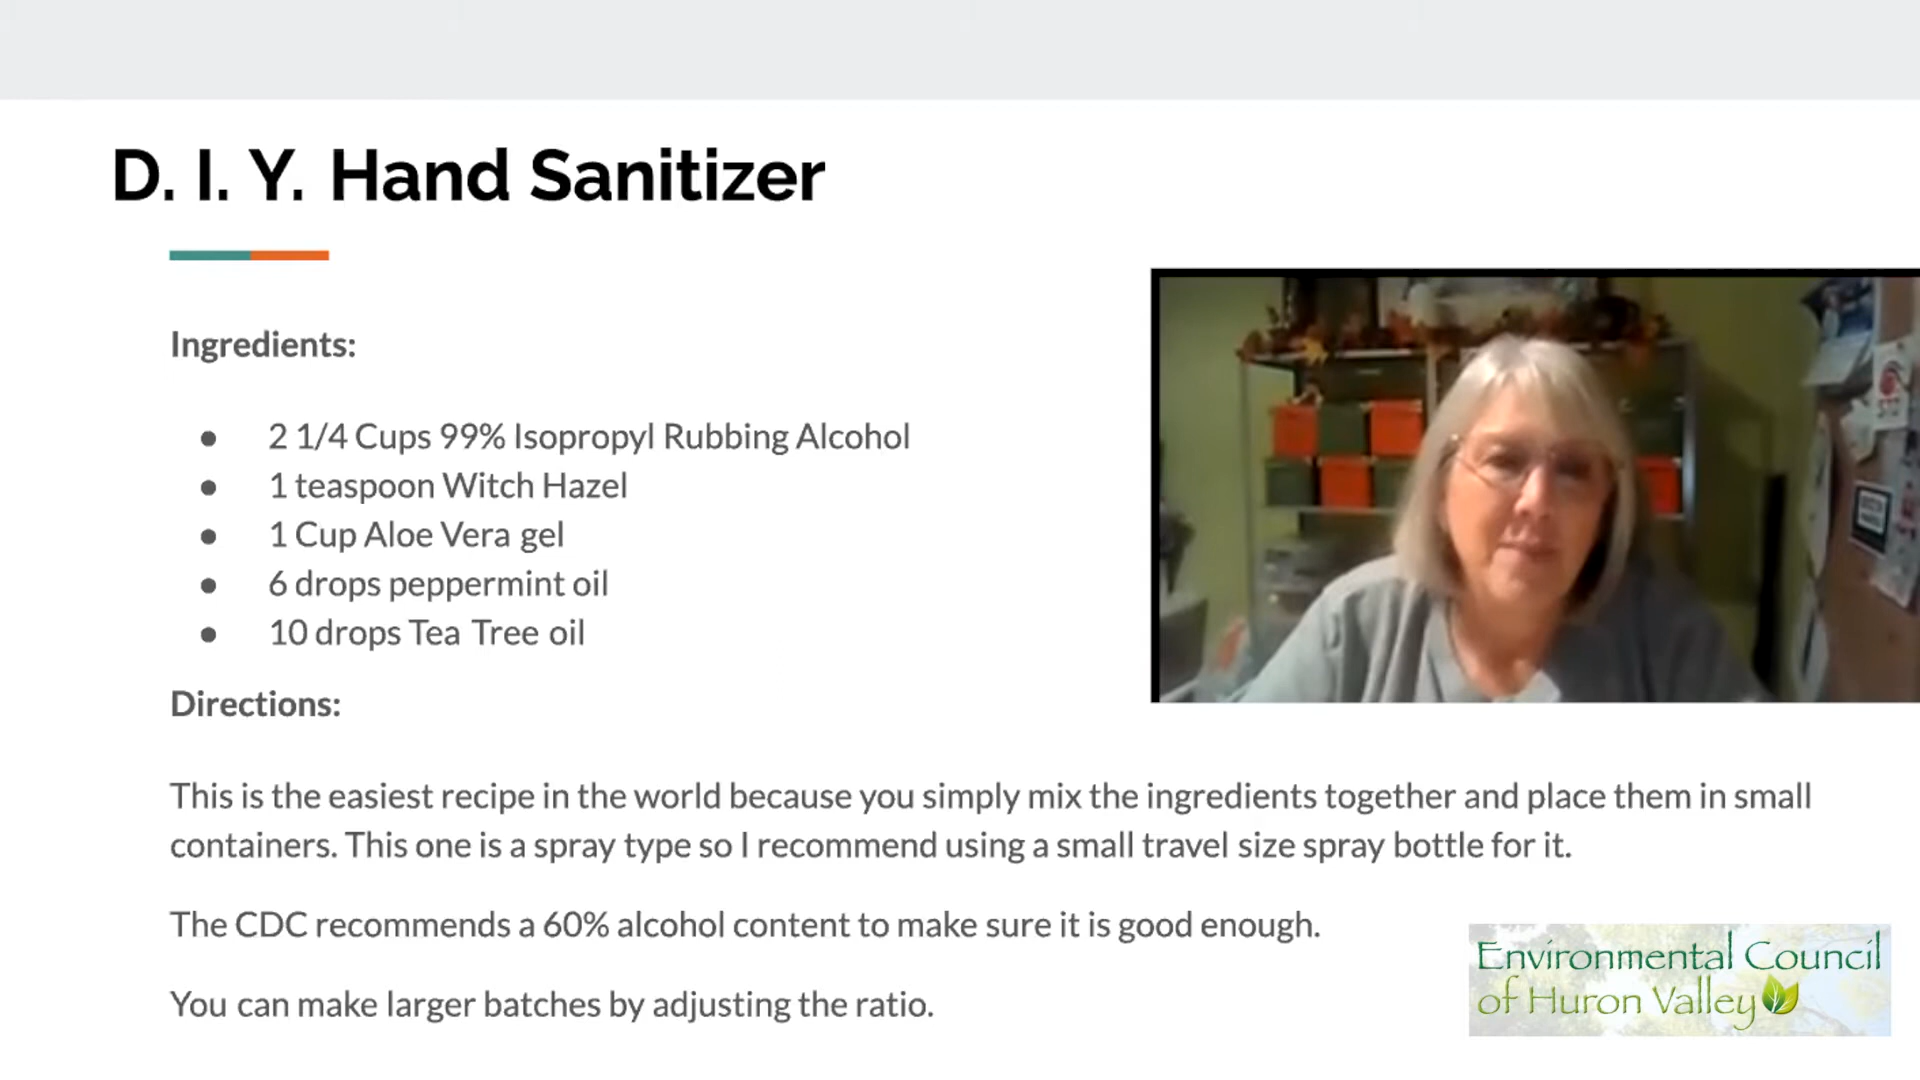 D. I. Y. Hand Sanitizer
Ingredients:
● 2 1/4 Cups 99% Isopropyl Rubbing Alcohol
● 1 teaspoon Witch Hazel
● 1 Cup Aloe Vera gel
● 6 drops peppermint oil
● 10 drops Tea Tree oil
Directions:
This is the easiest recipe in the world because you simply mix the ingredients together and place them in small
containers. This one is a spray type so I recommend using a small travel size spray bottle for it.
The CDC recommends a 60% alcohol content to make sure it is good enough.
You can make larger batches by adjusting the ratio.
Environmental Council
of Huron Valley